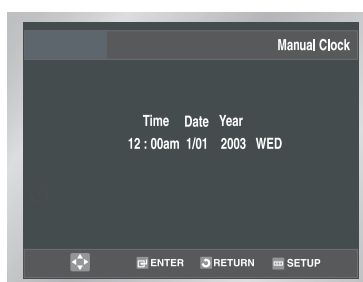 Manual Clock
Time Date Year
12 : 00am 1/01 2003 WED
ENTER RETURN SETUP